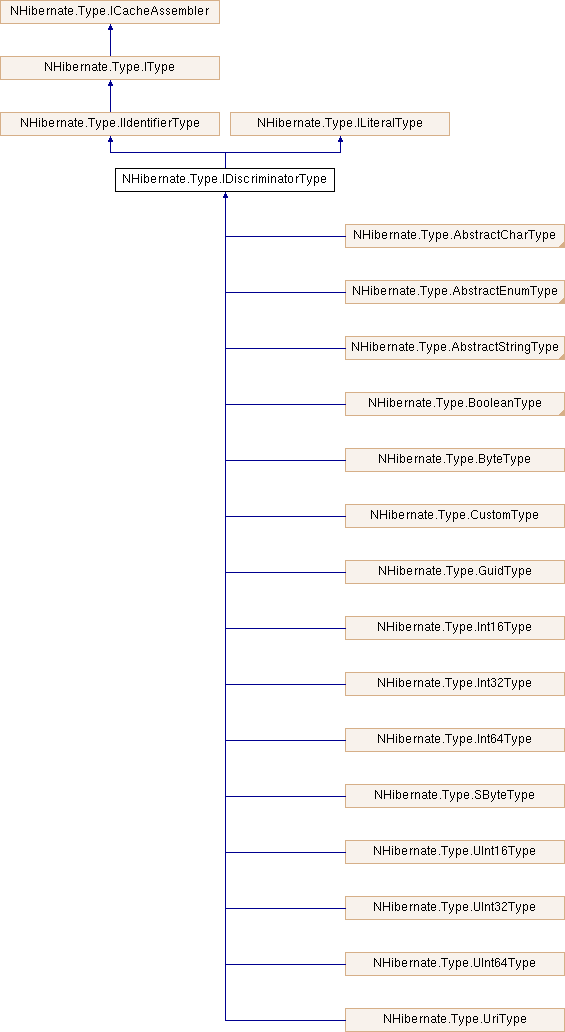 NHibernate.Type.ICacheAssembler
NHibernate.Type.IType
NHibernate.Type.IIdentifierType
NHibernate.Type.ILiteralType
NHibernate.Type.IDiscriminatorType
NHibernate.Type.AbstractCharType
NHibernate.Type.AbstractEnumType
NHibernate.Type.AbstractStringType
NHibernate.Type.BooleanType
NHibernate.Type.ByteType
NHibernate.Type.CustomType
NHibernate.Type.GuidType
NHibernate.Type.Int16Type
NHibernate.Type.Int32Type
NHibernate.Type.Int64Type
NHibernate.Type.SByteType
NHibernate.Type.UInt16Type
NHibernate.Type.UInt32Type
NHibernate.Type.UInt64Type
NHibernate.Type.UriType